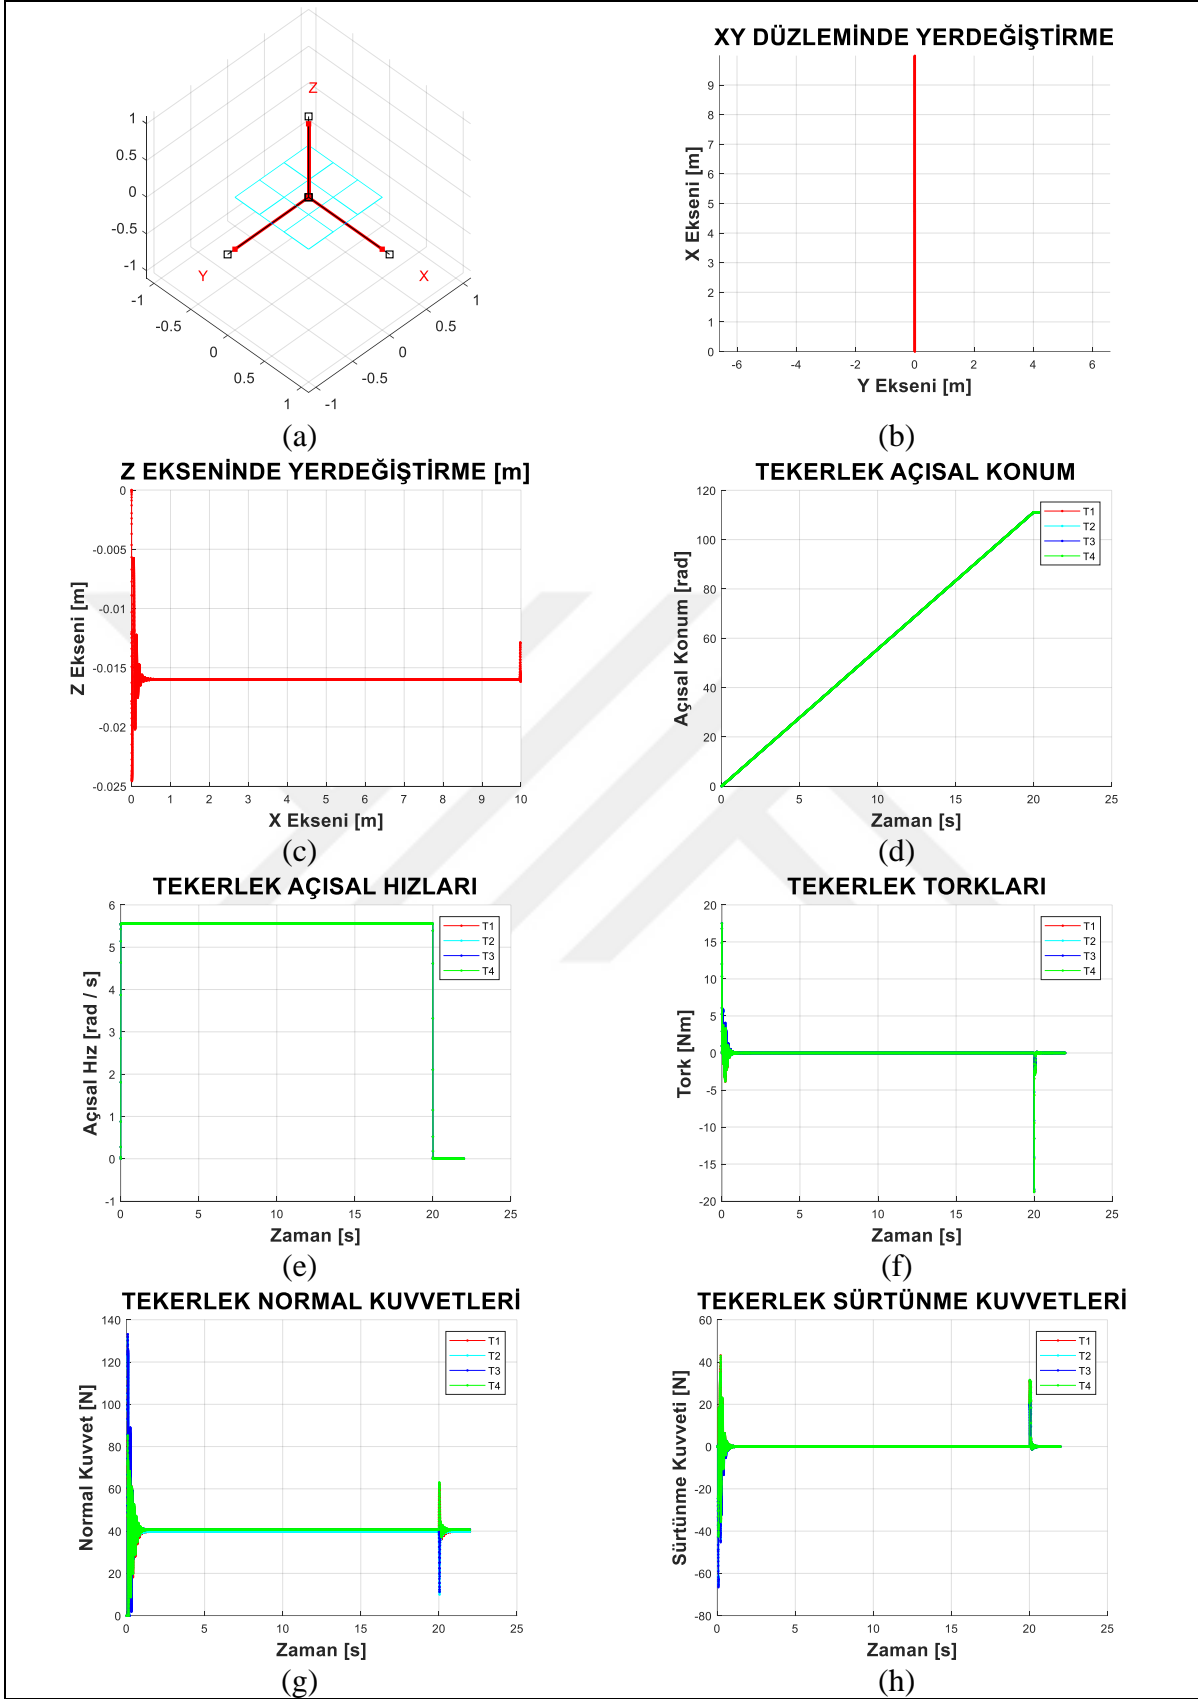 Z
1
0.5
0
-0.5
-1
Y
X
-1
-0.5
0
0.5
1
-1
-0.5
0
0.5
1
(a)
XY DÜZLEMİNDE YERDEĞİŞTİRME
9
8
7
6
5
4
3
2
1
0
X Ekseni [m]
-6
-4
-2
0
2
4
6
Y Ekseni [m]
(b)
Z EKSENİNDE YERDEĞİŞTİRME [m]
0
-0.005
-0.01
-0.015
-0.02
-0.025
Z Ekseni [m]
0
1
2
3
4
5
6
7
8
9
10
X Ekseni [m]
(c)
TEKERLEK AÇISAL KONUM
120
100
80
60
40
20
0
Açısal Konum [rad]
T1
T2
T3
T4
0
5
10
15
20
25
Zaman [s]
(d)
TEKERLEK AÇISAL HIZLARI
6
5
4
3
2
1
0
-1
Açısal Hız [rad / s]
T1
T2
T3
T4
0
5
10
15
20
25
Zaman [s]
(e)
TEKERLEK TORKLARI
20
15
10
5
0
-5
-10
-15
-20
Tork [Nm]
T1
T2
T3
T4
0
5
10
15
20
25
Zaman [s]
(f)
TEKERLEK NORMAL KUVVETLERİ
140
120
100
80
60
40
20
0
Normal Kuvvet [N]
T1
T2
T3
T4
0
5
10
15
20
25
Zaman [s]
(g)
TEKERLEK SÜRTÜNME KUVVETLERİ
60
40
20
0
-20
-40
-60
-80
Sürtünme Kuvveti [N]
T1
T2
T3
T4
0
5
10
15
20
25
Zaman [s]
(h)